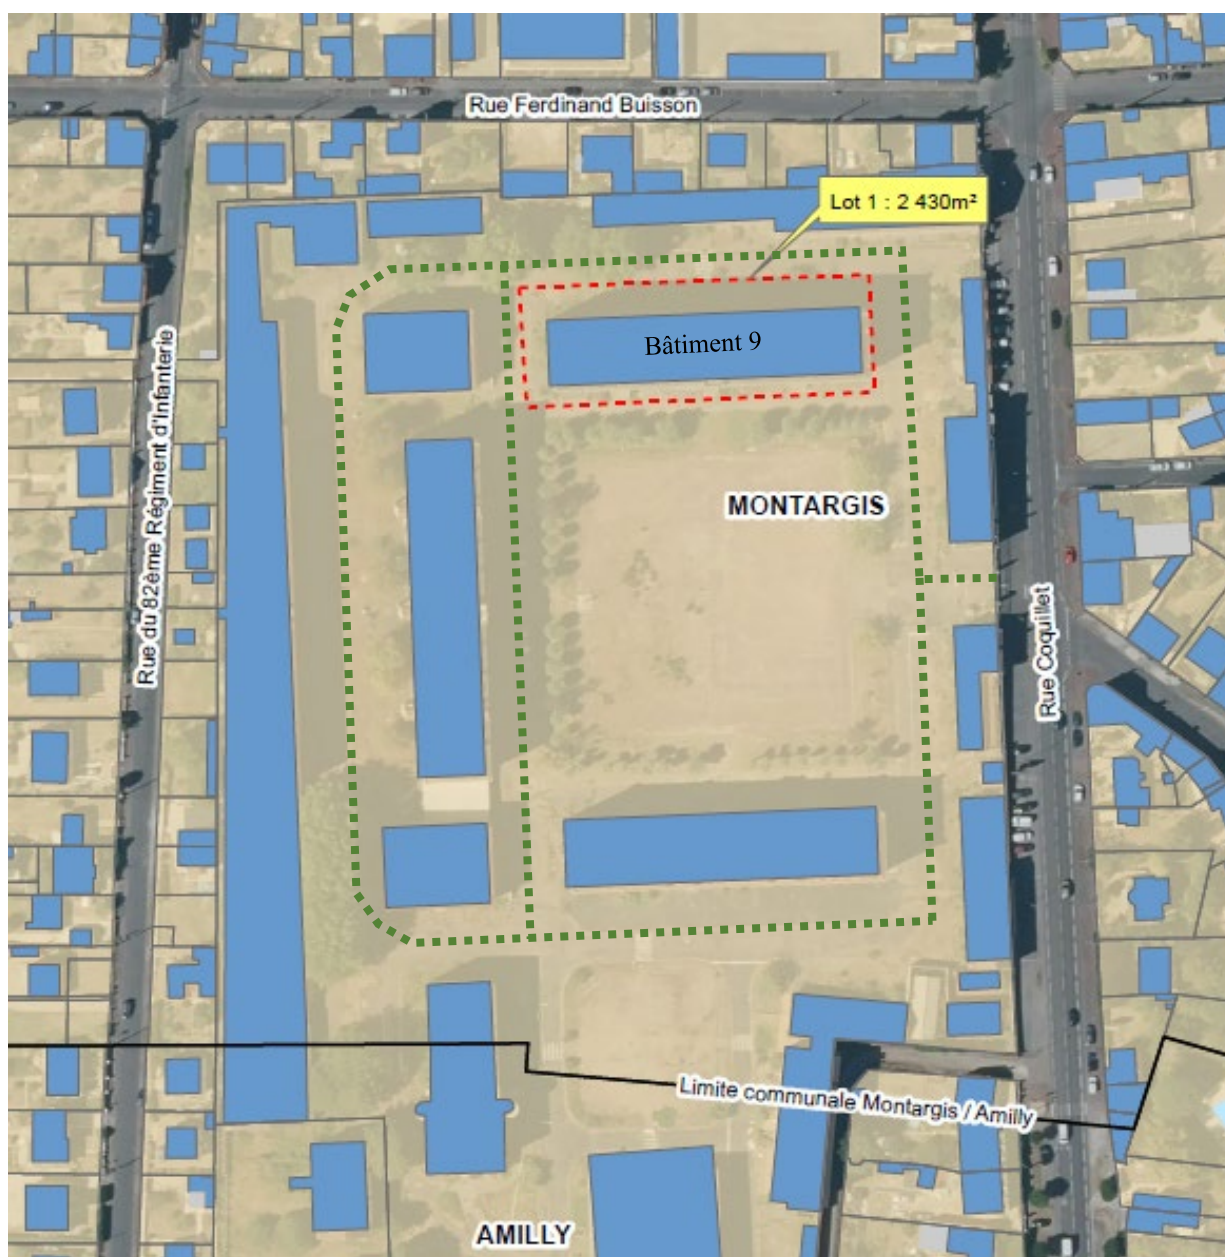 Rue Ferdinand Buisson
Lot 1 : 2 430m²
Bâtiment 9
Rue du 82ème Régiment d'Infanterie
MONTARGIS
Rue Coquillet
Limite communale Montargis / Amilly
AMILLY